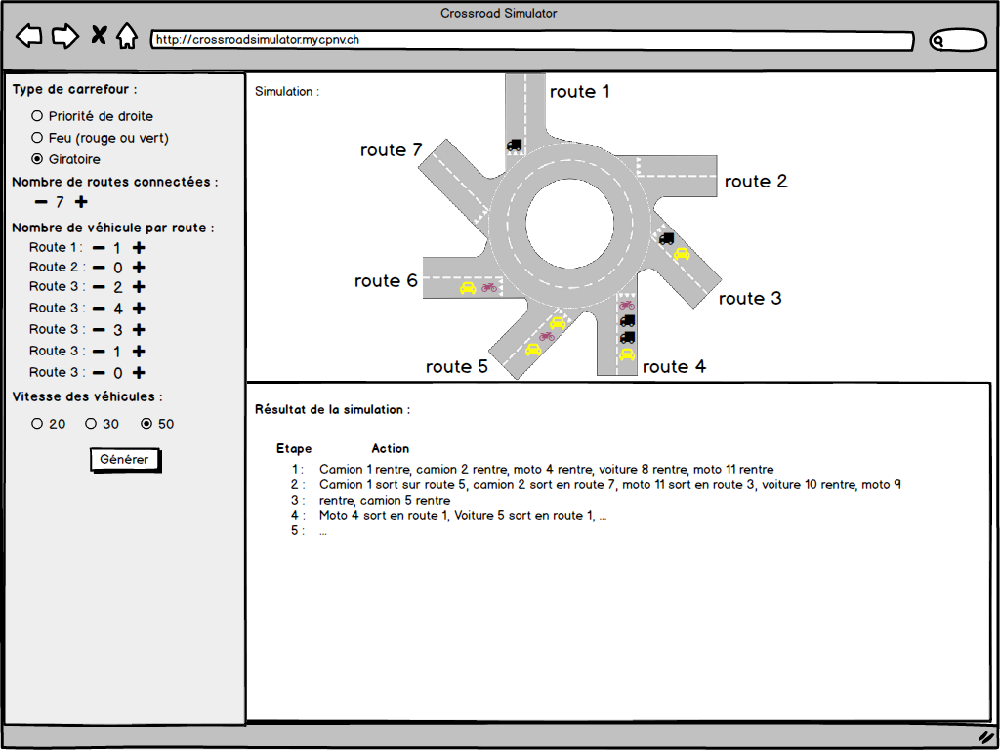 Crossroad Simulator
http://crossroadsimulator.mycpnv.ch
Type de carrefour :
Priorité de droite
Feu (rouge ou vert)
Giratoire
Nombre de routes connectées :
7
Nombre de véhicule par route :
Route 1 : 1
Route 2 : 0
Route 3 : 2
Route 3 : 4
Route 3 : 3
Route 3 : 1
Route 3 : 0
Vitesse des véhicules :
20 30 50
Générer
Simulation :
route 1
route 7
route 2
route 6
route 3
route 5
route 4
Résultat de la simulation :
Etape Action
1 : Camion 1 rentre, camion 2 rentre, moto 4 rentre, voiture 8 rentre, moto 11 rentre
2 : Camion 1 sort sur route 5, camion 2 sort en route 7, moto 11 sort en route 3, voiture 10 rentre, moto 9
3 : rentre, camion 5 rentre
4 : Moto 4 sort en route 1, Voiture 5 sort en route 1, ...
5 : ...